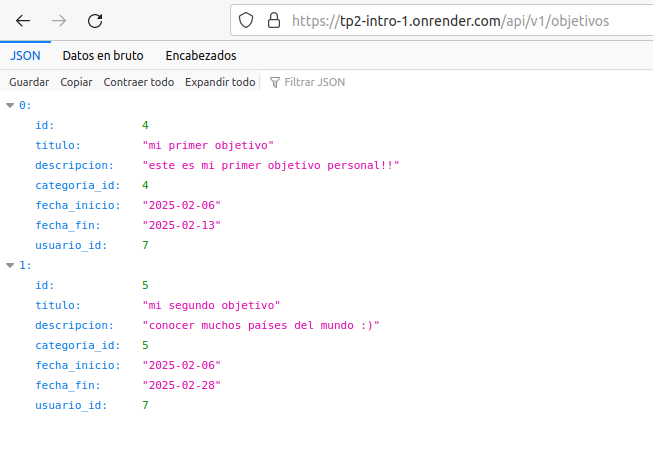 https://tp2-intro-1.onrender.com/api/v1/objetivos
JSON Datos en bruto Encabezados
Guardar Copiar Contraer todo Expandir todo Filtrar JSON
0:
id: 4
titulo: "mi primer objetivo"
descripcion: "este es mi primer objetivo personal!!"
categoria_id: 4
fecha_inicio: "2025-02-06"
fecha_fin: "2025-02-13"
usuario_id: 7
1:
id: 5
titulo: "mi segundo objetivo"
descripcion: "conocer muchos países del mundo :)"
categoria_id: 5
fecha_inicio: "2025-02-06"
fecha_fin: "2025-02-28"
usuario_id: 7